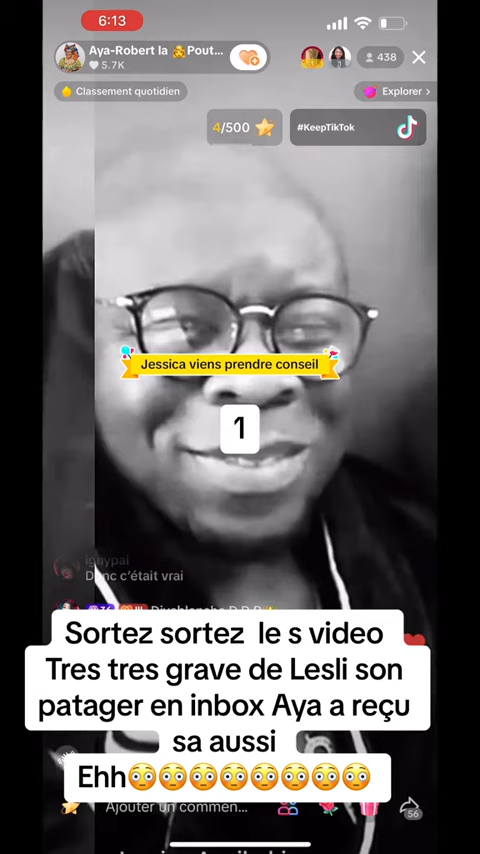 6:13
Aya-Robert la 🤷Pout...
5.7K
438
Classement quotidien
Explorer >
4/500
#KeepTikTok
Jessica viens prendre conseil
1
ignypai
Donc c'était vrai
Sortez sortez le s video
Tres tres grave de Lesli son
patager en inbox Aya a reçu
sa aussi
Ehh😳😳😳😳😳😳😳😳
Ajouter un commen...
56